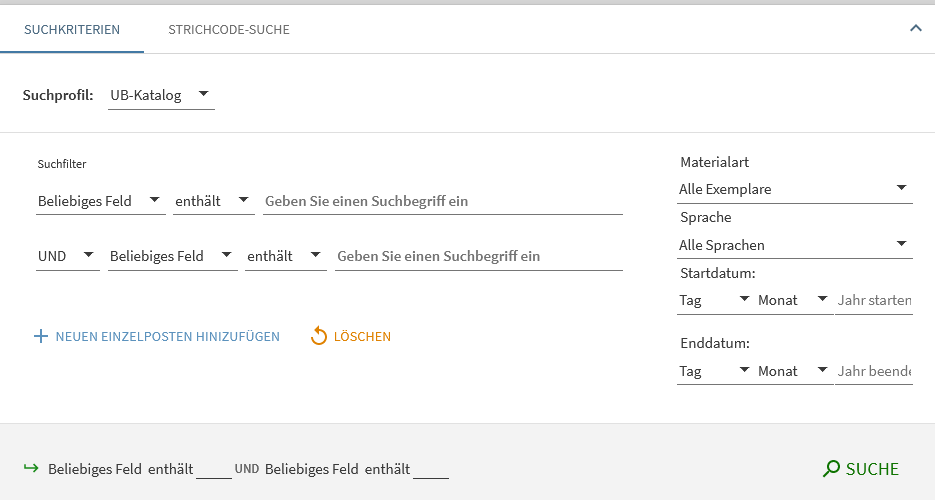 SUCHKRITERIEN STRICHCODE-SUCHE
Suchprofil: UB-Katalog
Suchfilter
Beliebiges Feld enthält Geben Sie einen Suchbegriff ein
UND Beliebiges Feld enthält Geben Sie einen Suchbegriff ein
NEUEN EINZELPOSTEN HINIZUFÜGEN LÖSCHEN
Materialart
Alle Exemplare
Sprache
Alle Sprachen
Startdatum:
Tag Monat Jahr starten
Enddatum:
Tag Monat Jahr beende
Beliebiges Feld enthält UND Beliebiges Feld enthält
SUCHE